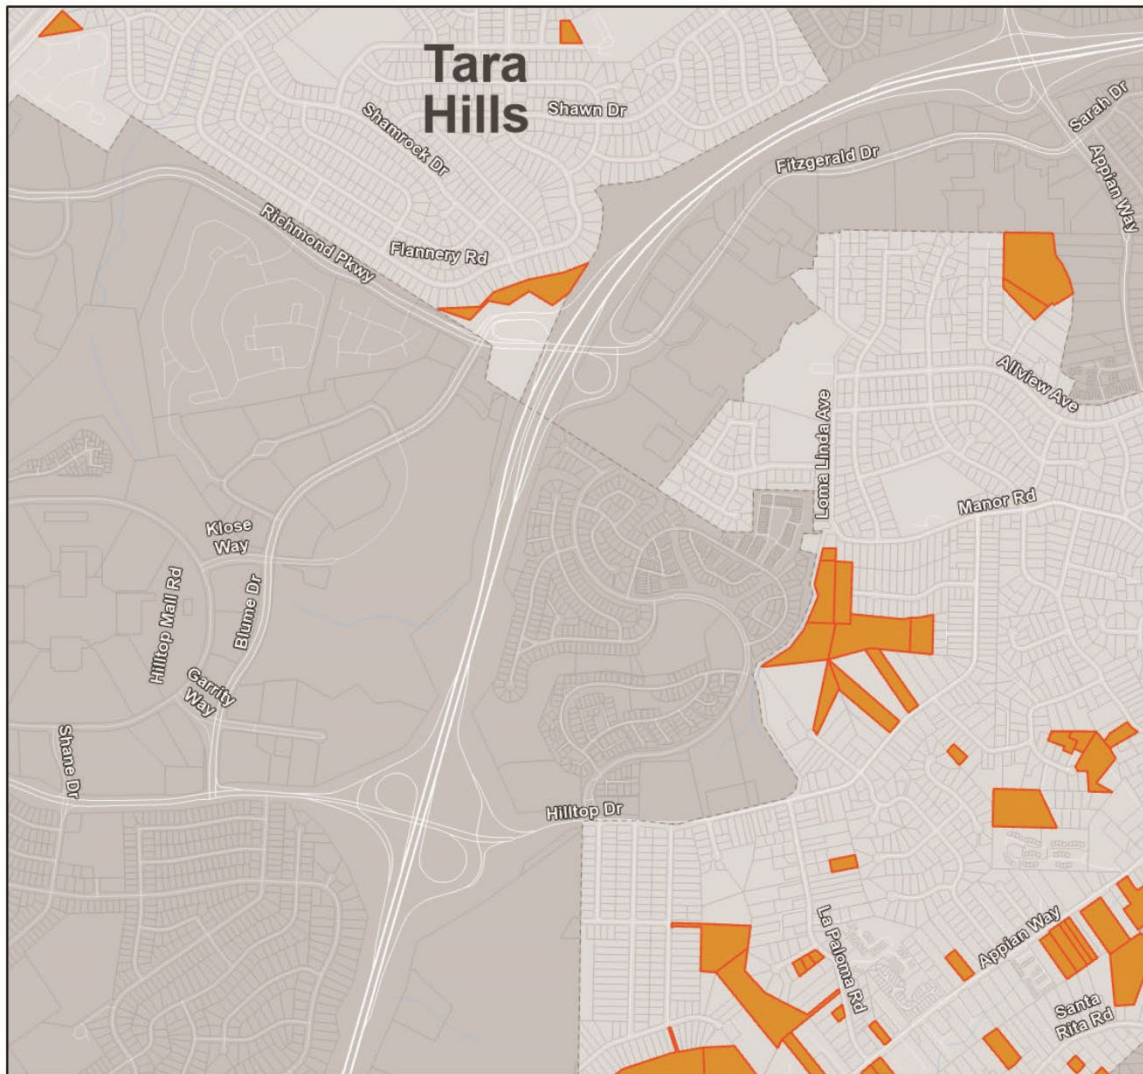 Tara
Hills
Shawn Dr
Shamrock Dr
Sarah Dr
Fitzgerald Dr
Appian Way
Richmond Pkwy
Flannery Rd
Allview Ave
Loma Linda Ave
Manor Rd
Klose
Way
Hilltop Mall Rd
Blume Dr
Garrity
Way
Shane Dr
Hilltop Dr
La Paloma Rd
Appian Way
Santa
Rita Rd